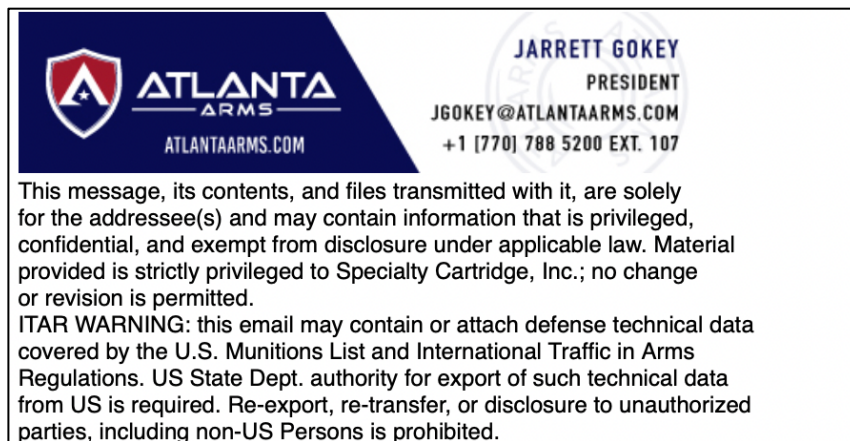 ATLANTA
ARMS
ATLANTAARMS.COM
JARRETT GOKEY
PRESIDENT
JGOKEY@ATLANTAARMS.COM
+1 [770] 788 5200 EXT. 107
This message, its contents, and files transmitted with it, are solely
for the addressee(s) and may contain information that is privileged,
confidential, and exempt from disclosure under applicable law. Material
provided is strictly privileged to Specialty Cartridge, Inc.; no change
or revision is permitted.
ITAR WARNING: this email may contain or attach defense technical data
covered by the U.S. Munitions List and International Traffic in Arms
Regulations. US State Dept. authority for export of such technical data
from US is required. Re-export, re-transfer, or disclosure to unauthorized
parties, including non-US Persons is prohibited.